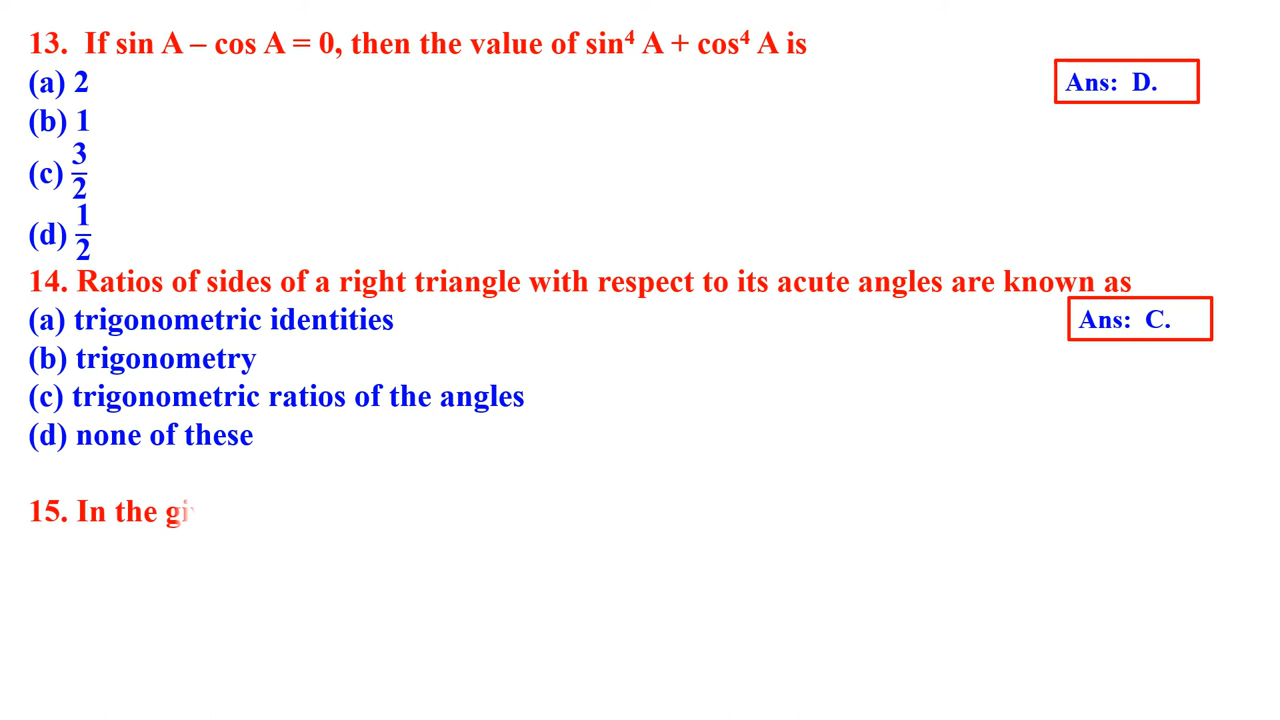 13. If sin A – cos A = 0, then the value of sin⁴ A + cos⁴ A is
(a) 2
Ans: D.
(b) 1
(c) 3/2
(d) 1/2
14. Ratios of sides of a right triangle with respect to its acute angles are known as
(a) trigonometric identities
Ans: C.
(b) trigonometry
(c) trigonometric ratios of the angles
(d) none of these
15. In the